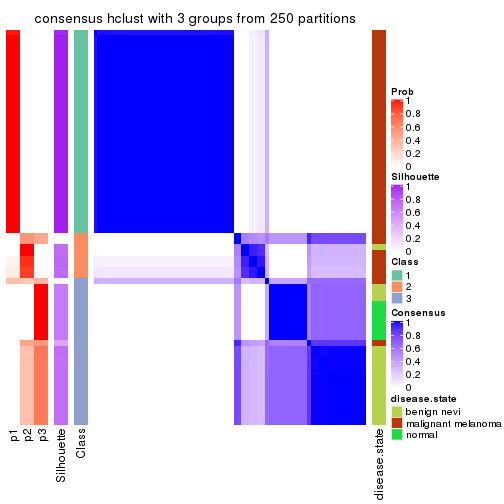 consensus hclust with 3 groups from 250 partitions
Prob
1
0.8
0.6
0.4
0.2
0
Silhouette
1
0.8
0.6
0.4
0.2
0
Class
1
2
3
Consensus
1
0.8
0.6
0.4
0.2
0
disease.state
benign nevi
malignant melanoma
normal
p1
p2
p3
Silhouette
Class
disease.state